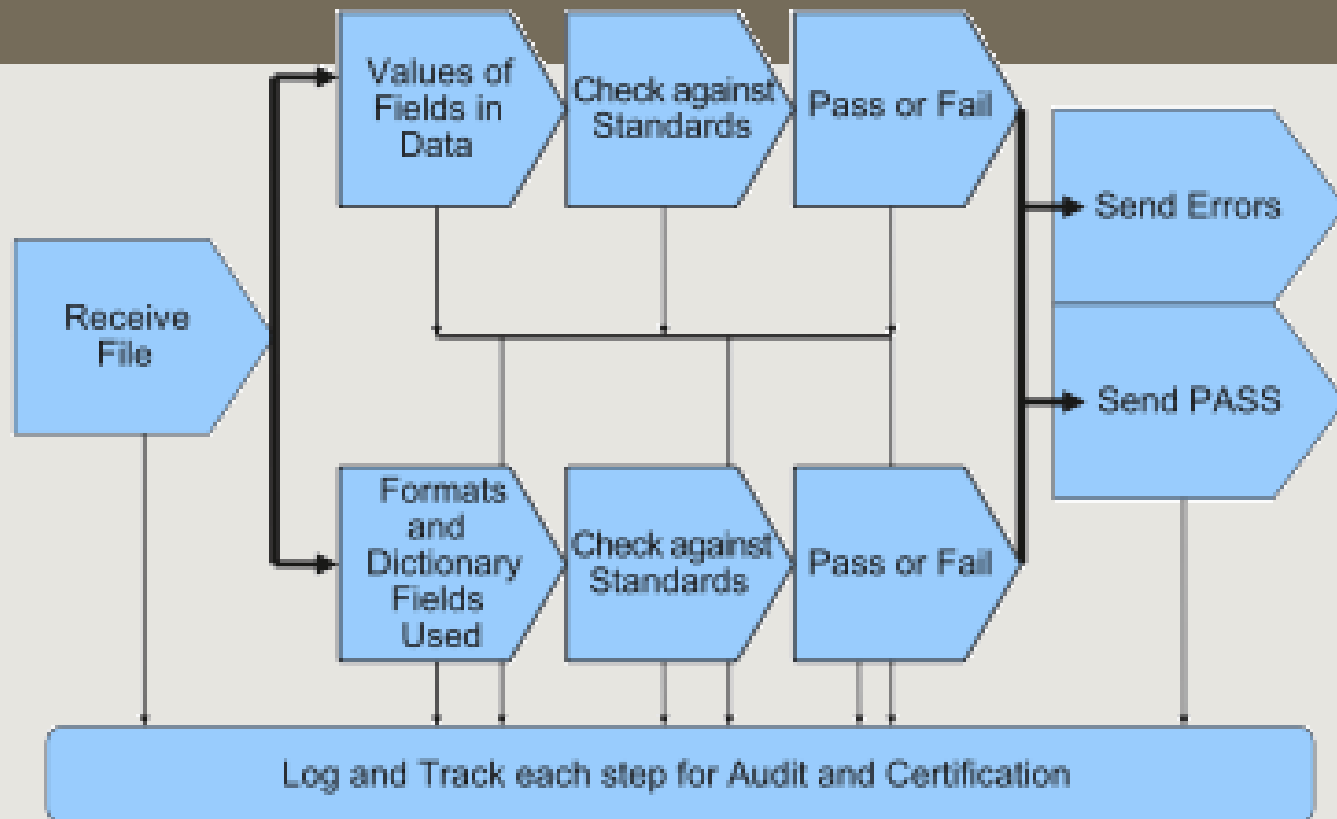 Receive
File
Values of
Fields in
Data
Check against
Standards
Pass or Fail
Formats
and
Dictionary
Fields
Used
Check against
Standards
Pass or Fail
Send Errors
Send PASS
Log and Track each step for Audit and Certification